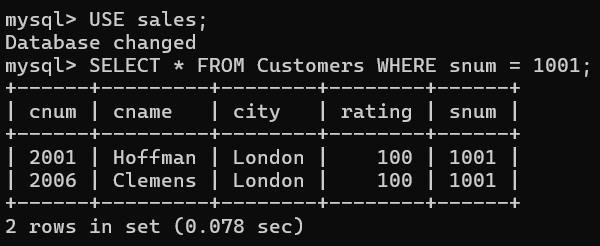 mysql> USE sales;
Database changed
mysql> SELECT * FROM Customers WHERE snum = 1001;
+------+---------+--------+--------+------+
| cnum | cname   | city   | rating | snum |
+------+---------+--------+--------+------+
| 2001 | Hoffman | London |    100 | 1001 |
| 2006 | Clemens | London |    100 | 1001 |
+------+---------+--------+--------+------+
2 rows in set (0.078 sec)